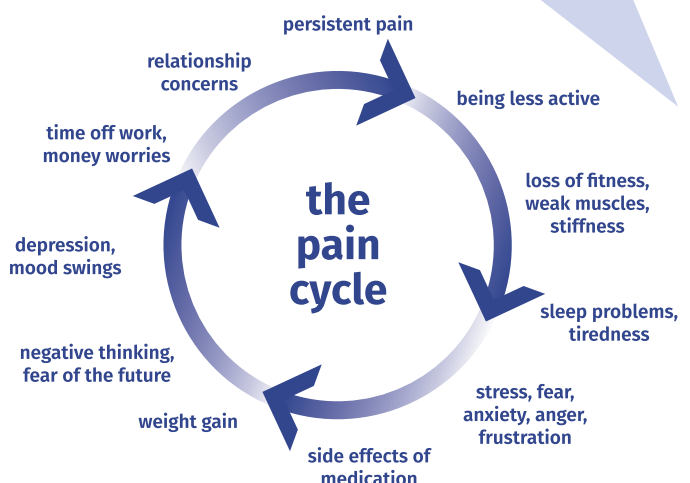 persistent pain
being less active
loss of fitness,
weak muscles,
stiffness
sleep problems,
tiredness
stress, fear,
anxiety, anger,
frustration
side effects of
medication
weight gain
negative thinking,
fear of the future
depression,
mood swings
time off work,
money worries
relationship
concerns
the
pain
cycle